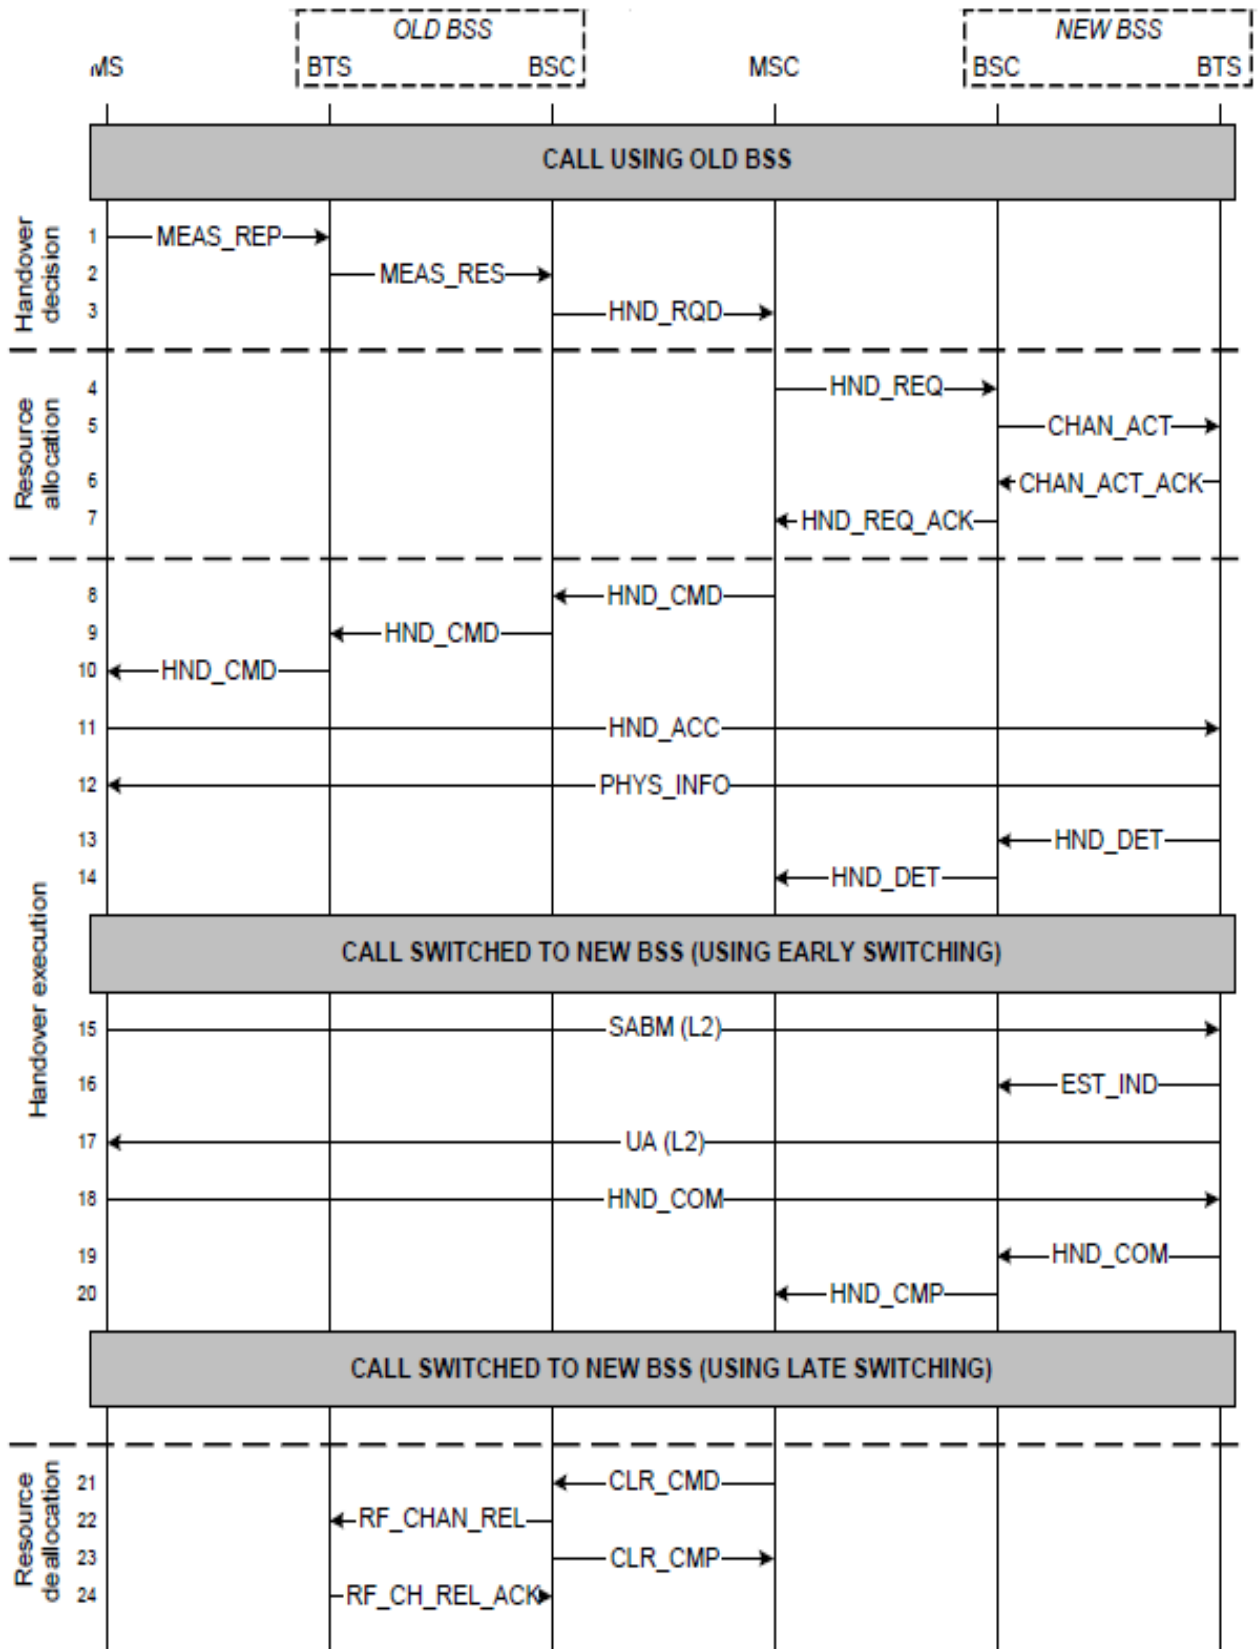 OLD BSS NEW BSS
MS BTS BSC MSC BSC BTS
CALL USING OLD BSS
Handover decision
1 MEAS_REP
2 MEAS_RES
3 HND_RQD
Resource allocation
4 HND_REQ
5 CHAN_ACT
6 CHAN_ACT_ACK
7 HND_REQ_ACK
Handover execution
8 HND_CMD
9 HND_CMD
10 HND_CMD
11 HND_ACC
12 PHYS_INFO
13 HND_DET
14 HND_DET
CALL SWITCHED TO NEW BSS (USING EARLY SWITCHING)
15 SABM (L2)
16 EST_IND
17 UA (L2)
18 HND_COM
19 HND_COM
20 HND_CMP
CALL SWITCHED TO NEW BSS (USING LATE SWITCHING)
Resource deallocation
21 CLR_CMD
22 RF_CHAN_REL
23 CLR_CMP
24 RF_CH_REL_ACK